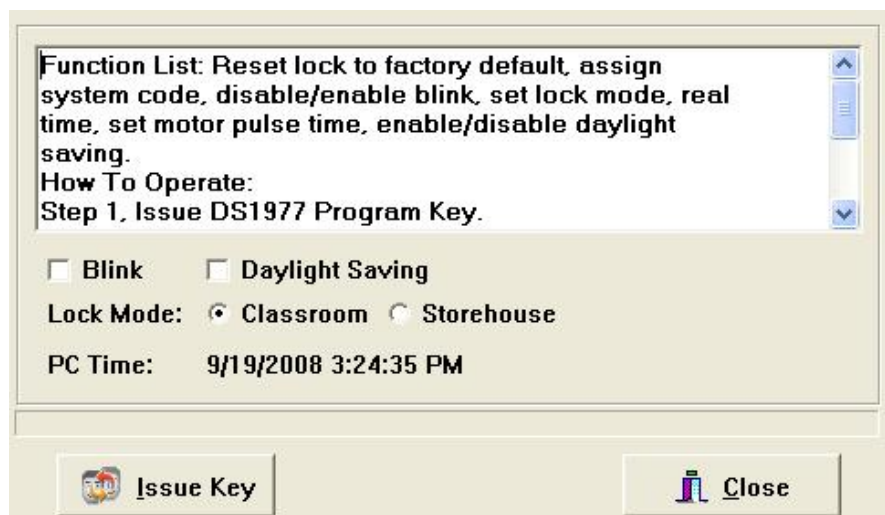 Function List: Reset lock to factory default, assign
system code, disable/enable blink, set lock mode, real
time, set motor pulse time, enable/disable daylight
saving.
How To Operate:
Step 1, Issue DS1977 Program Key.
Blink Daylight Saving
Lock Mode: Classroom Storehouse
PC Time: 9/19/2008 3:24:35 PM
Issue Key Close